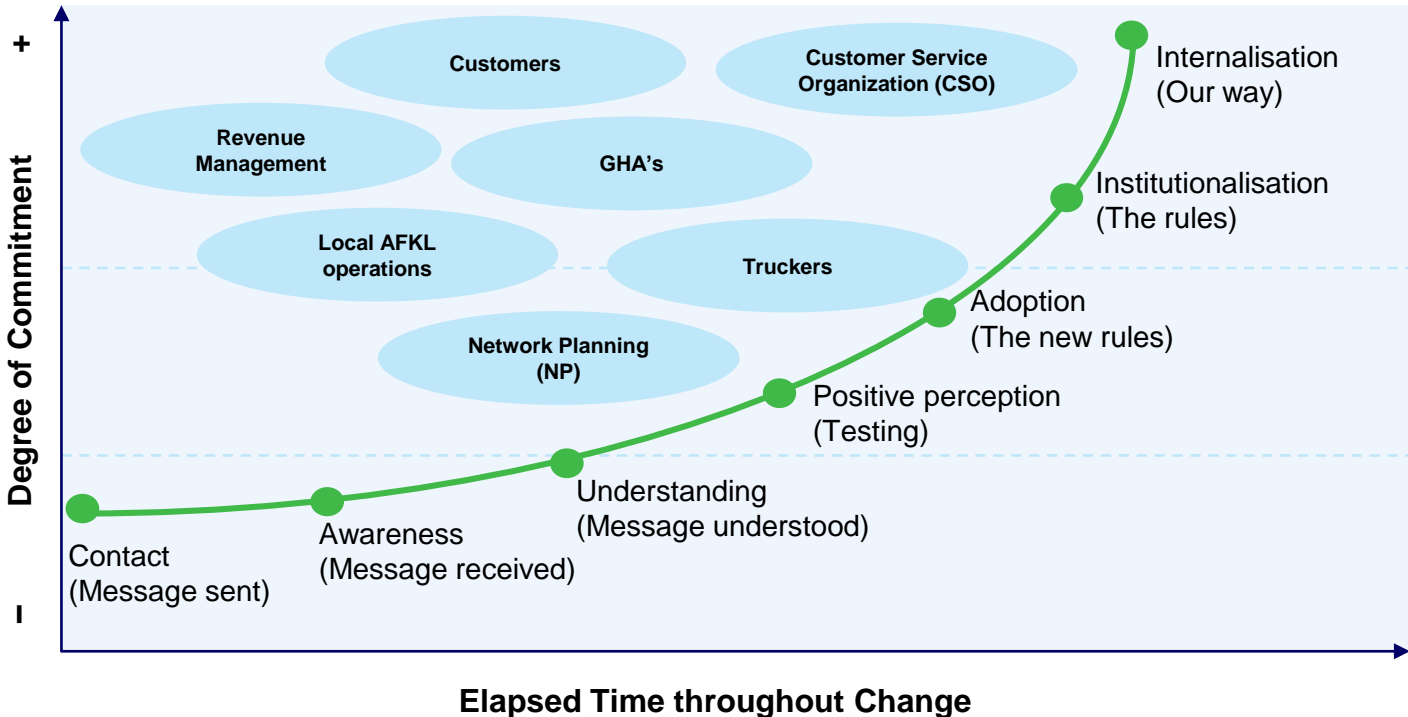 +
Degree of Commitment
–
Customers
Customer Service
Organization (CSO)
Revenue
Management
GHA's
Local AFKL
operations
Truckers
Network Planning
(NP)
Internalisation
(Our way)
Institutionalisation
(The rules)
Adoption
(The new rules)
Positive perception
(Testing)
Understanding
(Message understood)
Awareness
(Message received)
Contact
(Message sent)
Elapsed Time throughout Change